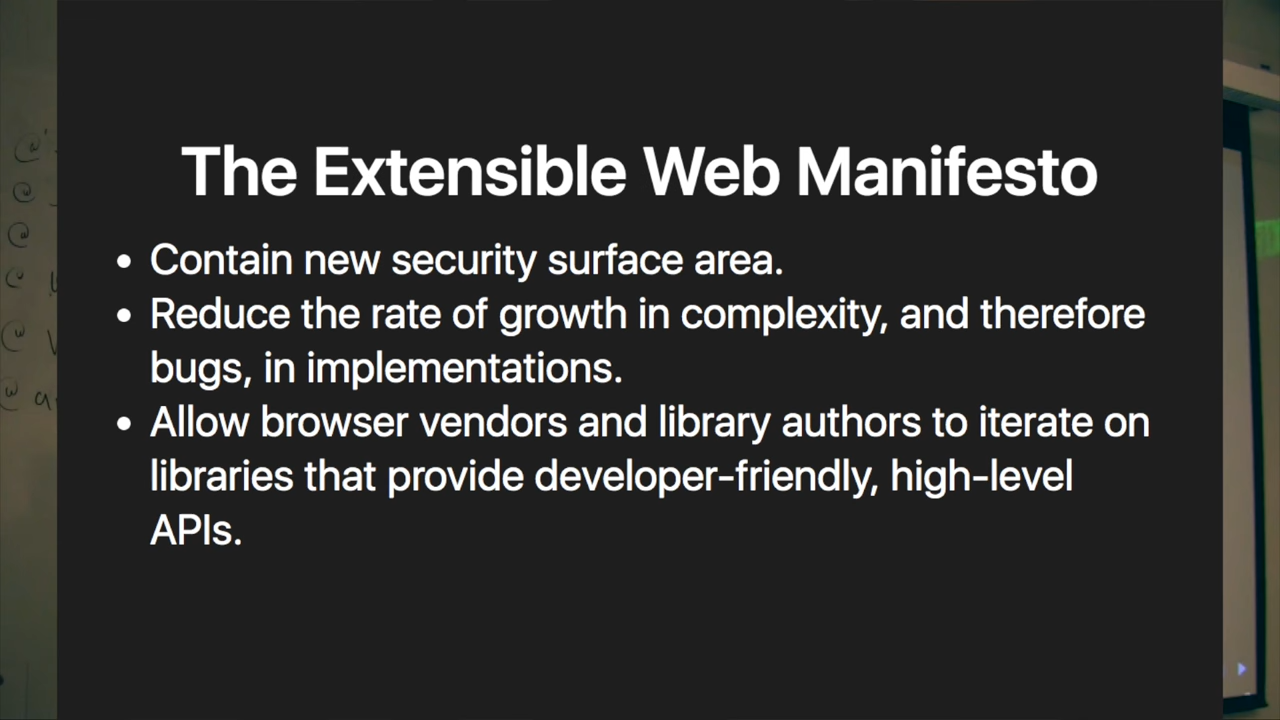 The Extensible Web Manifesto
• Contain new security surface area.
• Reduce the rate of growth in complexity, and therefore
bugs, in implementations.
• Allow browser vendors and library authors to iterate on
libraries that provide developer-friendly, high-level
APIs.